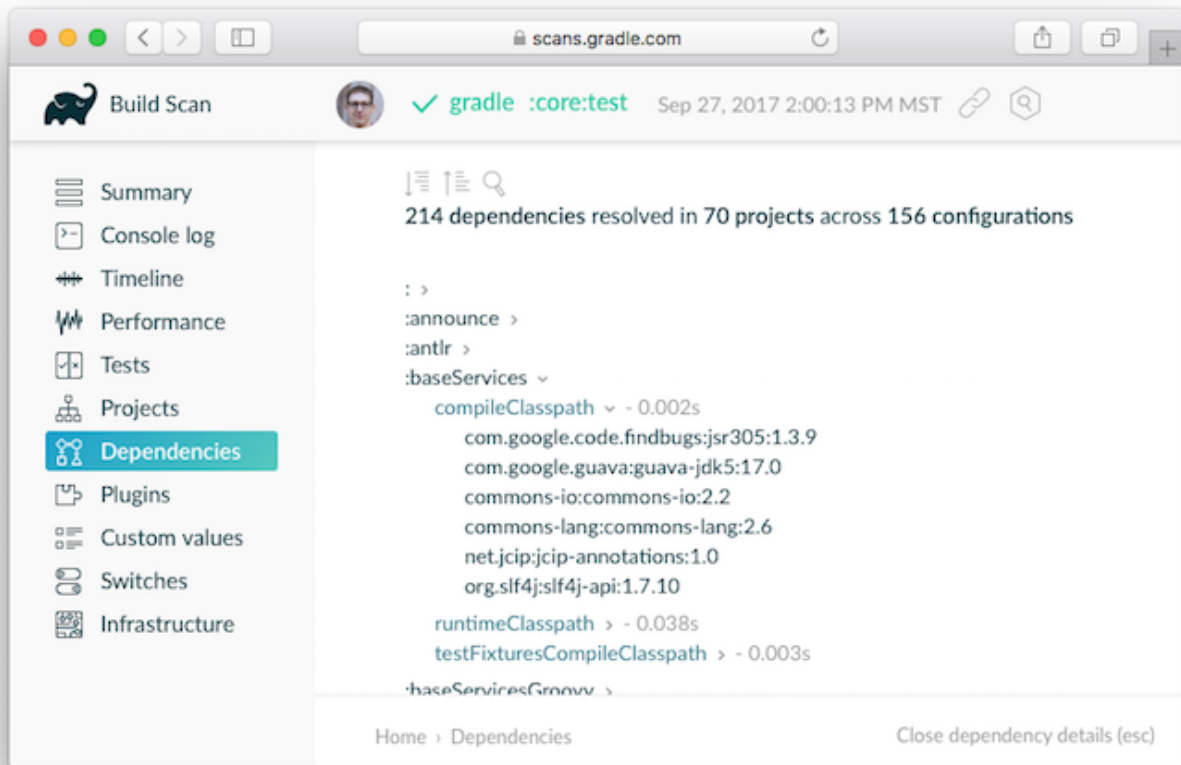 scans.gradle.com
Build Scan
gradle :core:test Sep 27, 2017 2:00:13 PM MST
Summary
Console log
Timeline
Performance
Tests
Projects
Dependencies
Plugins
Custom values
Switches
Infrastructure
214 dependencies resolved in 70 projects across 156 configurations
: >
:announce >
:antlr >
:baseServices
compileClasspath - 0.002s
com.google.code.findbugs:jsr305:1.3.9
com.google.guava:guava-jdk5:17.0
commons-io:commons-io:2.2
commons-lang:commons-lang:2.6
net.jcip:jcip-annotations:1.0
org.slf4j:slf4j-api:1.7.10
runtimeClasspath > - 0.038s
testFixturesCompileClasspath > - 0.003s
:baseServicesGroovy >
Home > Dependencies
Close dependency details (esc)